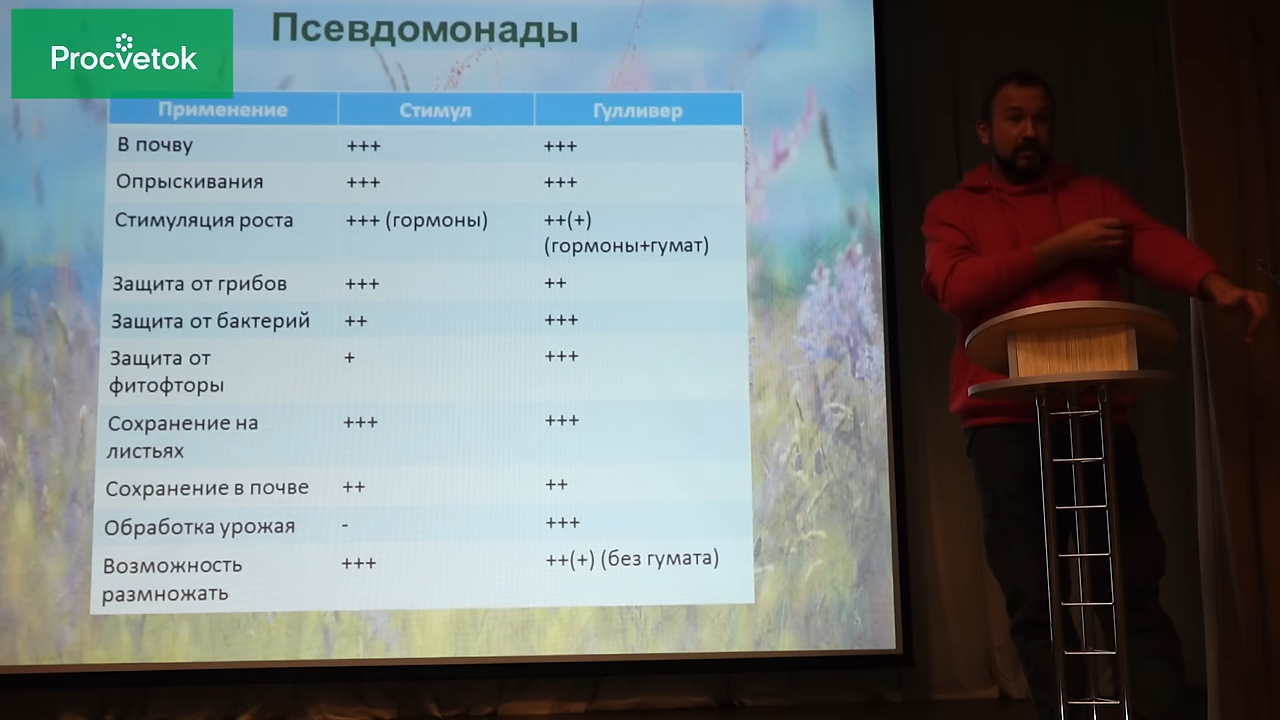 Procvetok
Псевдомонады
Применение Стимул Гулливер
В почву +++ +++
Опрыскивания +++ +++
Стимуляция роста +++ (гормоны) ++(+)
(гормоны+гумат)
Защита от грибов +++ ++
Защита от бактерий ++ +++
Защита от + +++
фитофторы
Сохранение на +++ +++
листьях
Сохранение в почве ++ ++
Обработка урожая - +++
Возможность +++ ++(+) (без гумата)
размножать